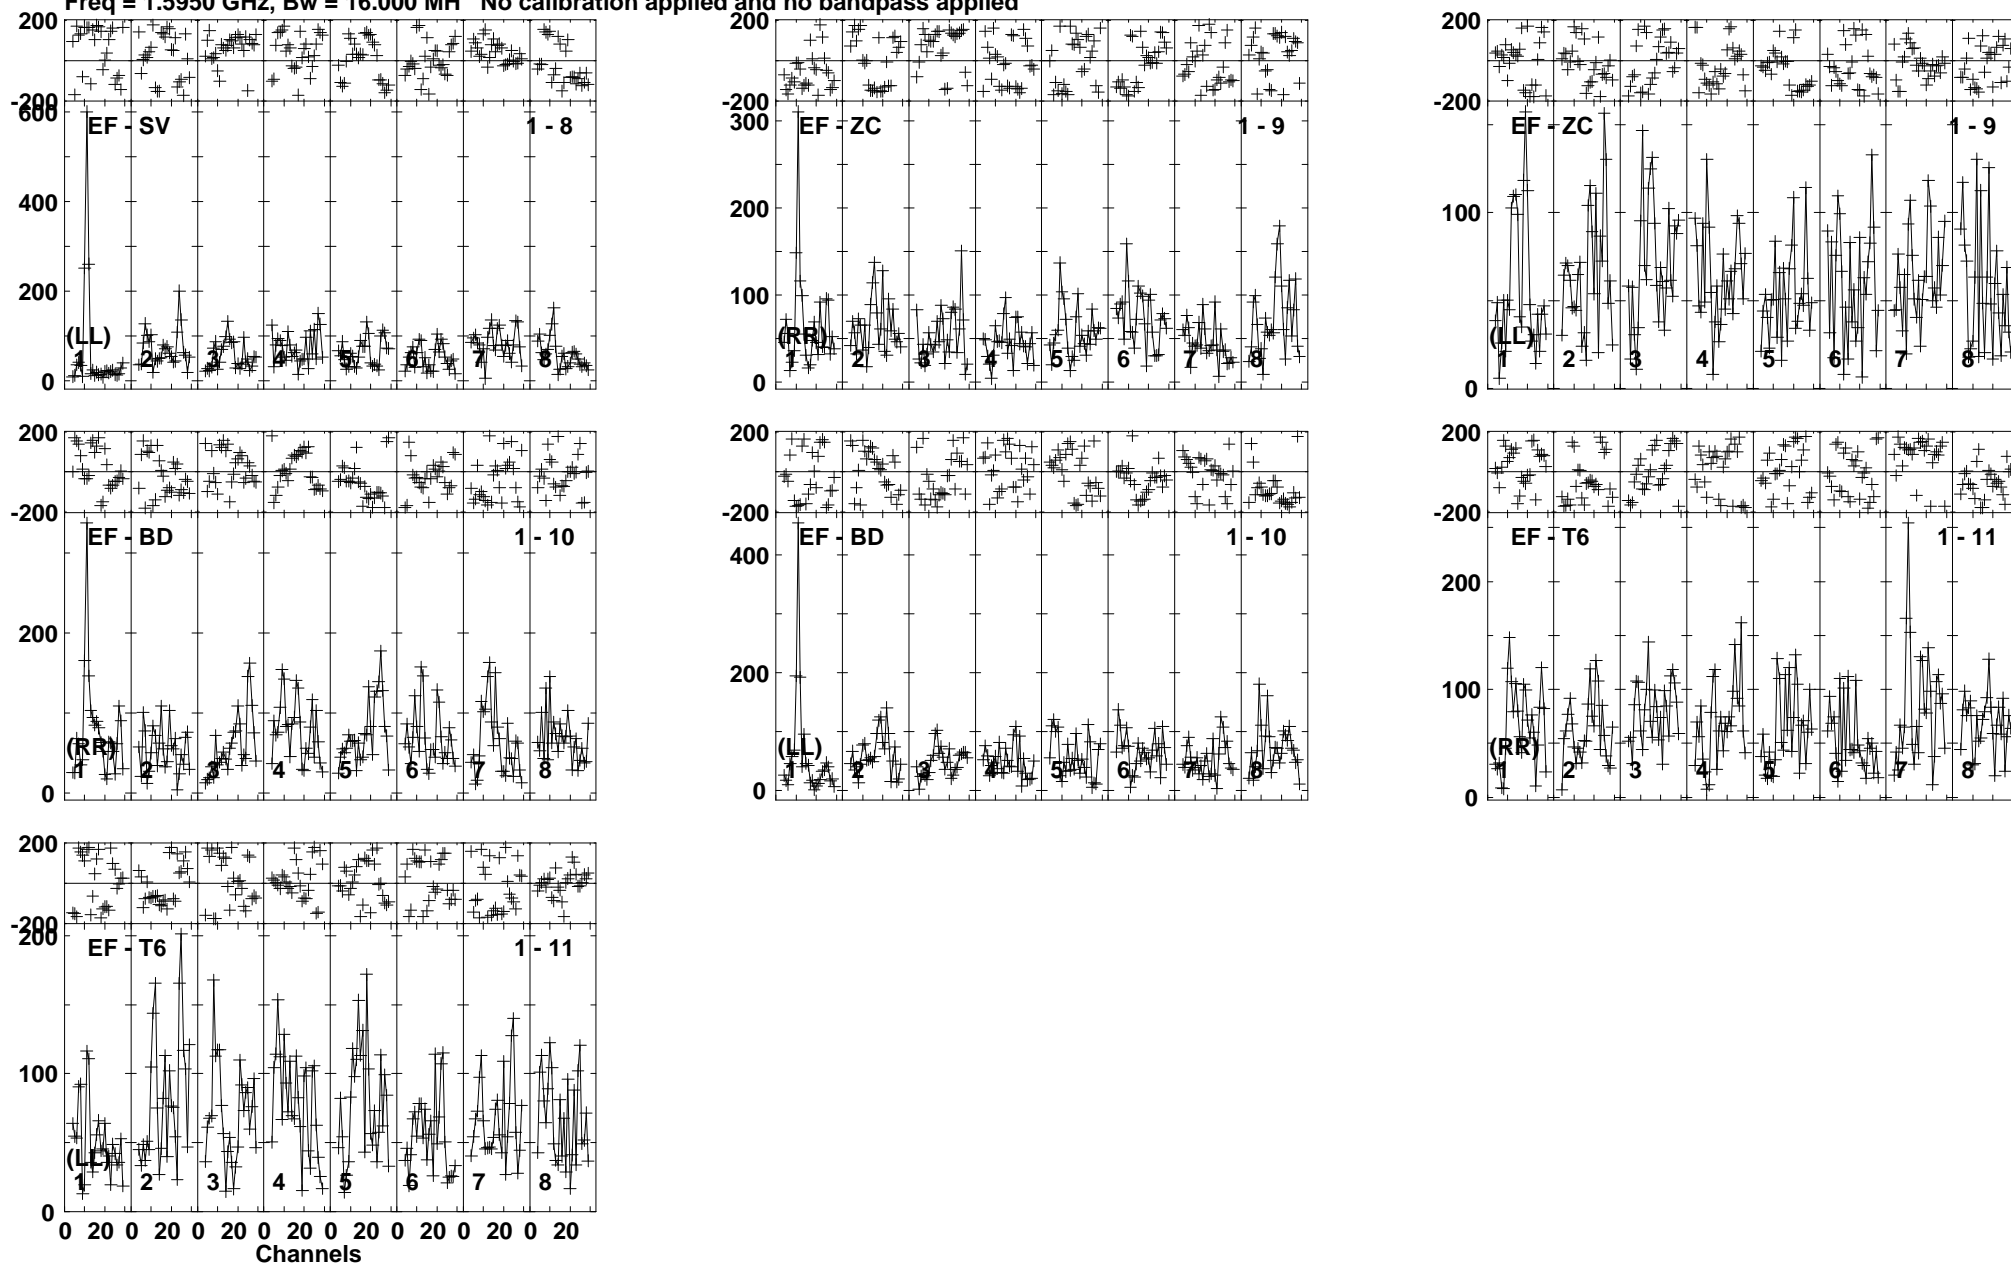 Freq = 1.5950 GHz, Bw = 16.000 MH No calibration applied and no bandpass applied
200
-200
600
400
200
0
EF - SV
1 - 8
(LL)
1 2 3 4 5 6 7 8
200
-200
300
200
100
0
EF - ZC
1 - 9
(RR)
1 2 3 4 5 6 7 8
200
-200
100
0
EF - ZC
1 - 9
(LL)
1 2 3 4 5 6 7 8
200
-200
200
0
EF - BD
1 - 10
(RR)
1 2 3 4 5 6 7 8
200
-200
400
200
0
EF - BD
1 - 10
(LL)
1 2 3 4 5 6 7 8
200
-200
200
100
0
EF - T6
1 - 11
(RR)
1 2 3 4 5 6 7 8
200
-200
200
100
0
EF - T6
1 - 11
(LL)
1 2 3 4 5 6 7 8
0 20 0 20 0 20 0 20 0 20 0 20 0 20 0 20
Channels